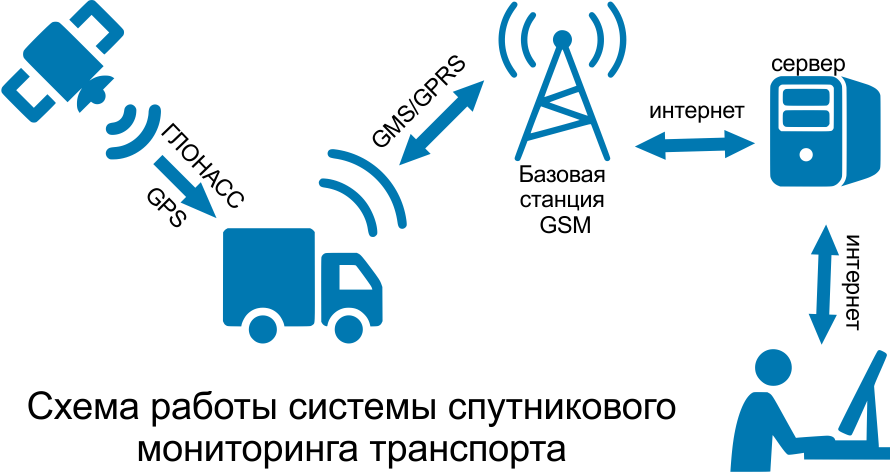 ГЛОНАСС
GPS
GMS/GPRS
Базовая
станция
GSM
интернет
сервер
интернет
Схема работы системы спутникового
мониторинга транспорта